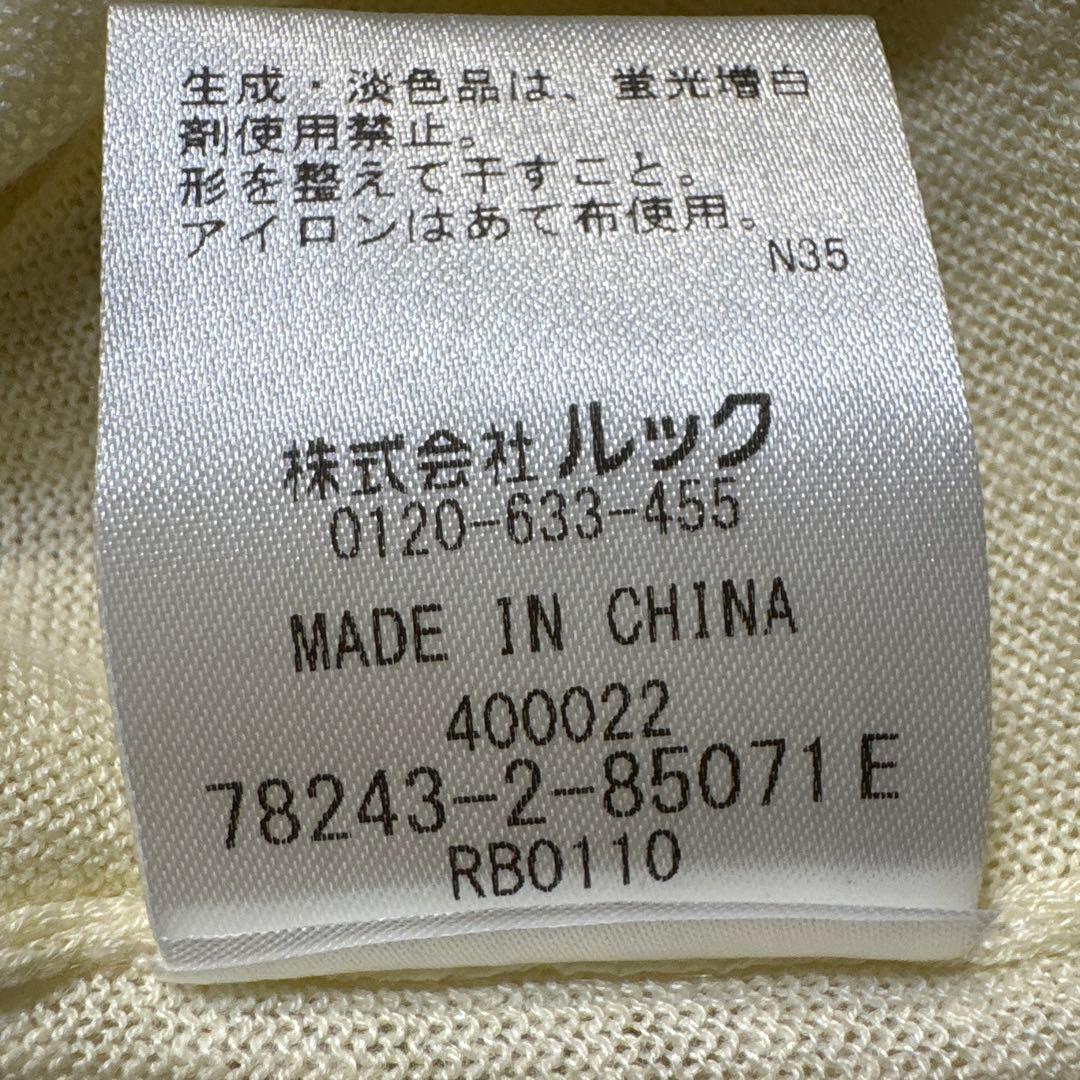 生成・淡色品は、蛍光増白
剤使用禁止。
形を整えて干すこと。
アイロンはあて布使用。
N35
株式会社ルック
0120-633-455
MADE IN CHINA
400022
78243-2-85071E
RB0110